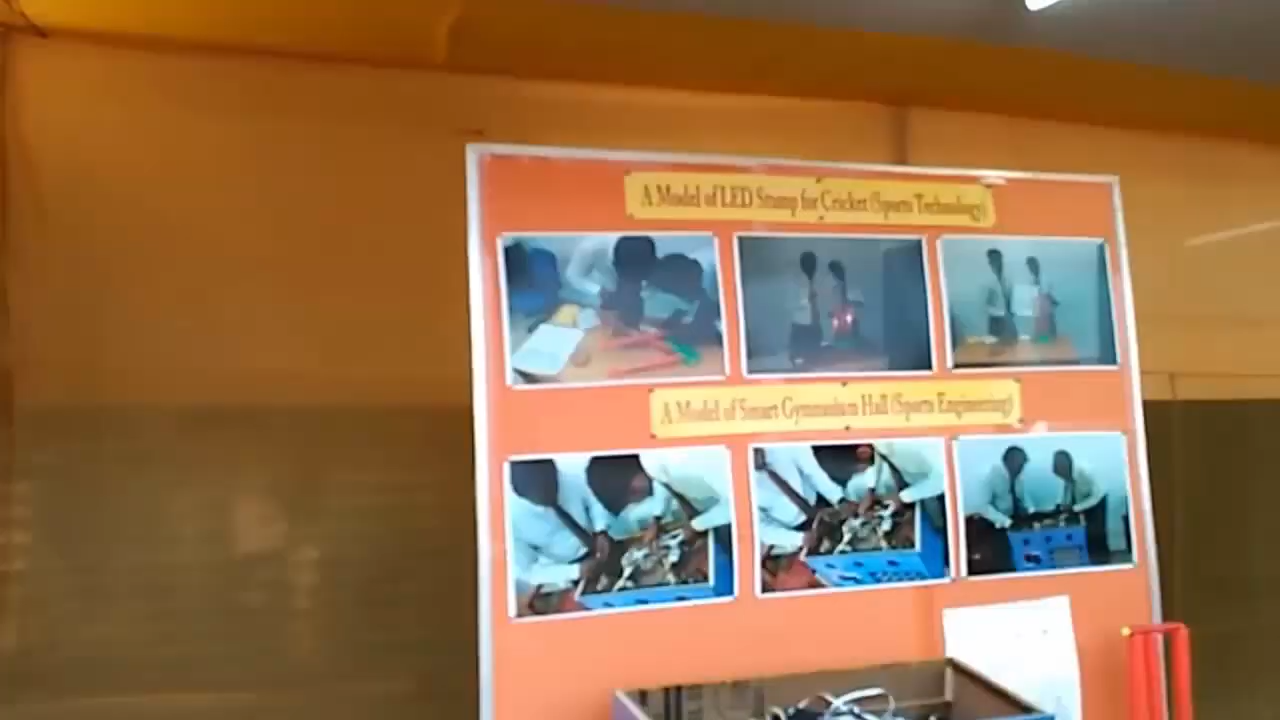 A Model of LED Stump for Cricket (Sports Technology)
A Model of Smart Gymnasium Hall (Sports Engineering)